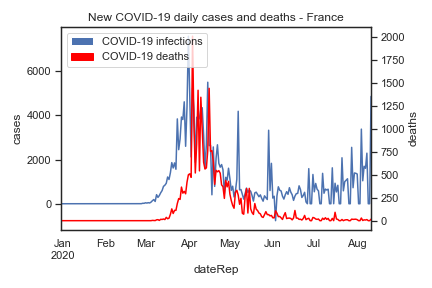 New COVID-19 daily cases and deaths - France
COVID-19 infections
COVID-19 deaths
6000
4000
2000
0
cases
2000
1750
1500
1250
1000
750
500
250
0
deaths
Jan Feb Mar Apr May Jun Jul Aug
2020
dateRep